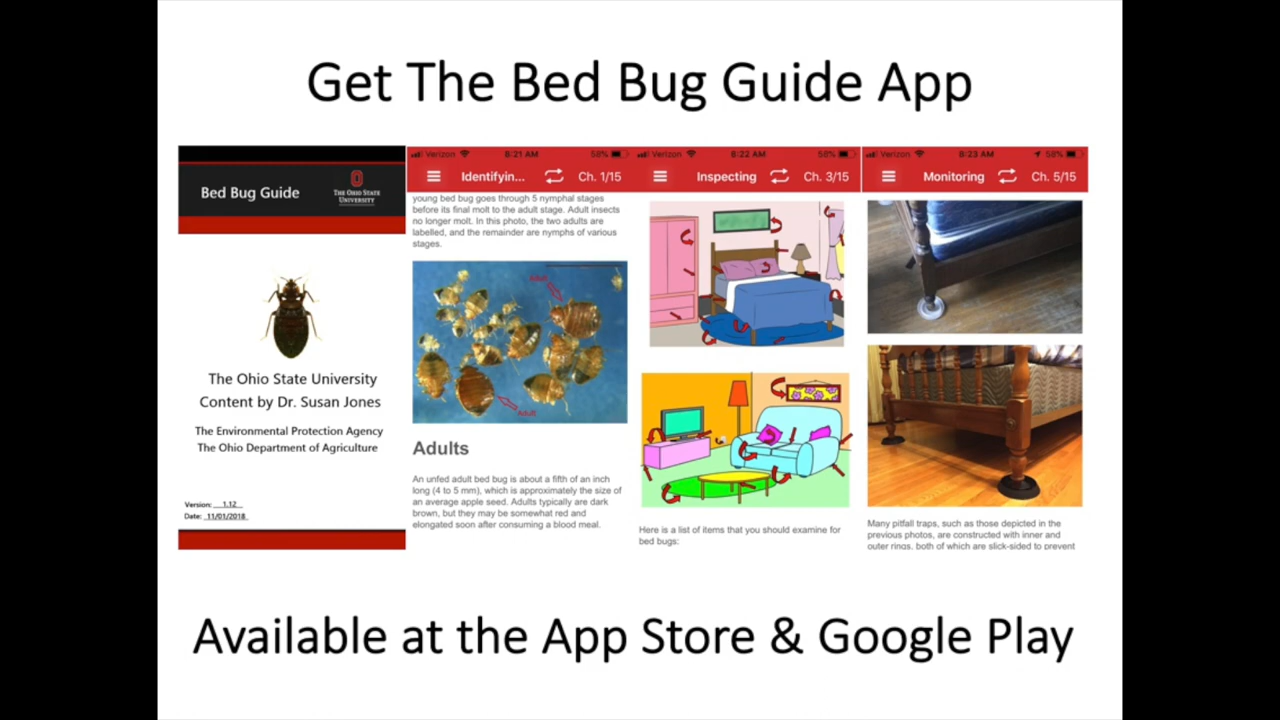 Get The Bed Bug Guide App
Bed Bug Guide
THE OHIO STATE
UNIVERSITY
The Ohio State University
Content by Dr. Susan Jones
The Environmental Protection Agency
The Ohio Department of Agriculture
Version: 1.12
Date: 11/01/2018
Verizon 8:21 AM 58%
Identifyin... Ch. 1/15
young bed bug goes through 5 nymphal stages
before its final molt to the adult stage. Adult insects
no longer molt. In this photo, the two adults are
labelled, and the remainder are nymphs of various
stages.
Adult
Adult
Adults
An unfed adult bed bug is about a fifth of an inch
long (4 to 5 mm), which is approximately the size of
an average apple seed. Adults typically are dark
brown, but they may be somewhat red and
elongated soon after consuming a blood meal.
Verizon 8:22 AM 58%
Inspecting Ch. 3/15
Here is a list of items that you should examine for
bed bugs:
Verizon 8:23 AM 58%
Monitoring Ch. 5/15
Many pitfall traps, such as those depicted in the
previous photos, are constructed with inner and
outer rings, both of which are slick-sided to prevent
Available at the App Store & Google Play